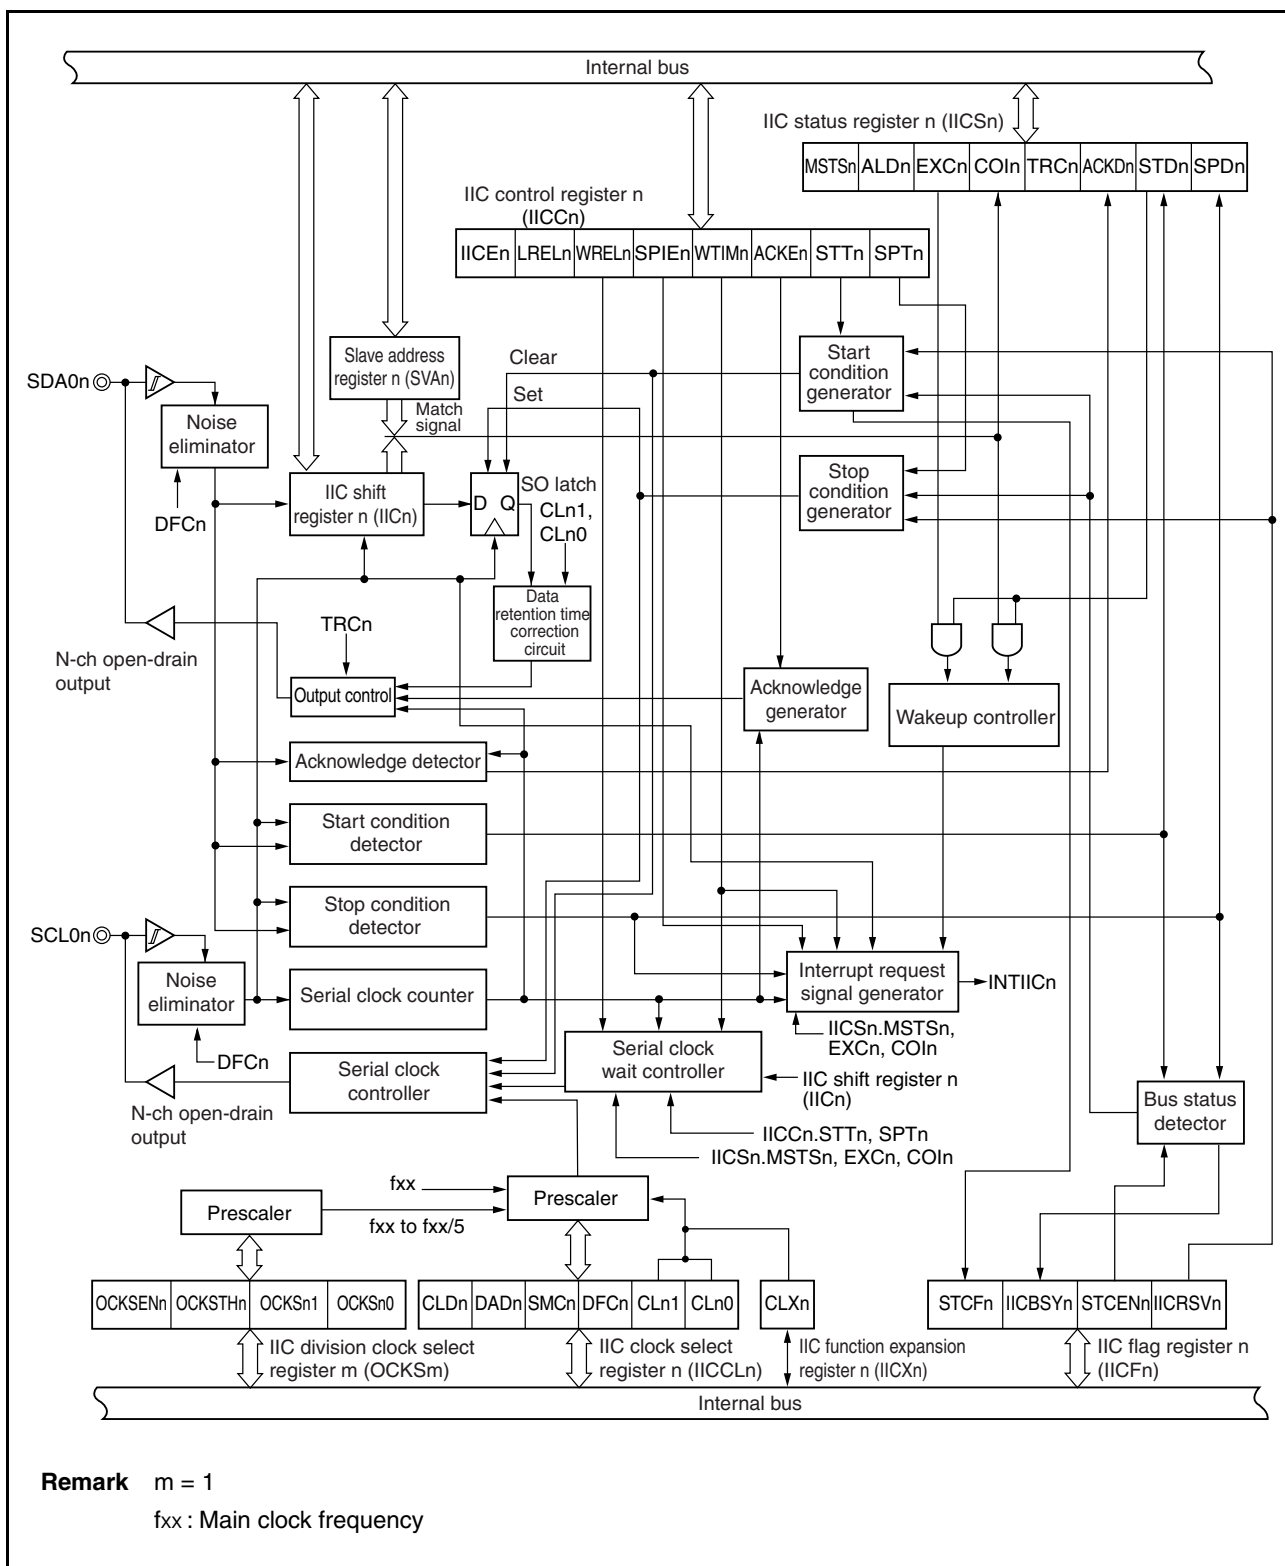 Internal bus
IIC status register n (IICSn)
MSTSn ALDn EXCn COIn TRCn ACKDn STDn SPDn
IIC control register n
(IICCn)
IICEn LRELn WRELn SPIEn WTIMn ACKEn STTn SPTn
Slave address
register n (SVAn)
Clear
Start
condition
generator
SDA0n
Set
Match
signal
Noise
eliminator
DFCn
IIC shift
register n (IICn)
D Q
SO latch
CLn1,
CLn0
Stop
condition
generator
Data
retention time
correction
circuit
TRCn
N-ch open-drain
output
Output control
Acknowledge
generator
Wakeup controller
Acknowledge detector
Start condition
detector
Stop condition
detector
SCL0n
Noise
eliminator
DFCn
Serial clock counter
Interrupt request
signal generator
INTIICn
IICSn.MSTSn,
EXCn, COIn
Serial clock
controller
Serial clock
wait controller
IIC shift register n
(IICn)
N-ch open-drain
output
Bus status
detector
IICCn.STTn, SPTn
IICSn.MSTSn, EXCn, COIn
fxx
Prescaler
Prescaler
fxx to fxx/5
OCKSENn OCKSTHn OCKSn1 OCKSn0
CLDn DADn SMCn DFCn CLn1 CLn0
CLXn
STCFn IICBSYn STCENn IICRSVn
IIC division clock select
register m (OCKSm)
IIC clock select
register n (IICCLn)
IIC function expansion
register n (IICXn)
IIC flag register n
(IICFn)
Internal bus
Remark m = 1
fxx : Main clock frequency